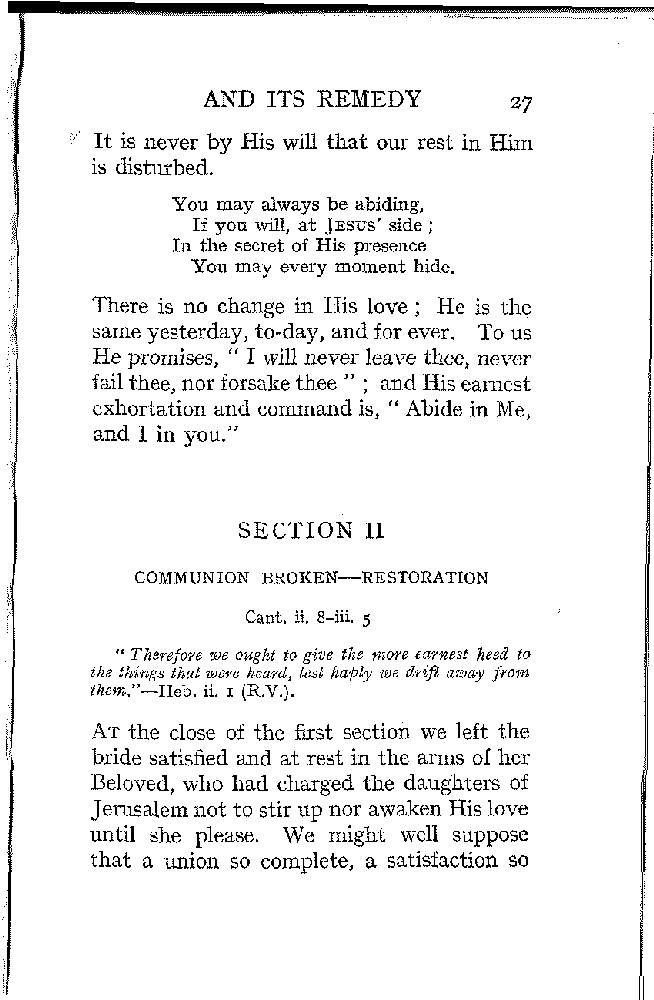 AND ITS REMEDY 27
It is never by His will that our rest in Him
is disturbed.
You may always be abiding,
If you will, at JESUS' side ;
In the secret of His presence
You may every moment hide.
There is no change in His love ; He is the
same yesterday, to-day, and for ever. To us
He promises, " I will never leave thee, never
fail thee, nor forsake thee " ; and His earnest
exhortation and command is, " Abide in Me,
and I in you."
SECTION II
COMMUNION BROKEN—RESTORATION
Cant. ii. 8-iii. 5
" Therefore we ought to give the more earnest heed to
the things that were heard, lest haply we drift away from
them."—Heb. ii. 1 (R.V.).
AT the close of the first section we left the
bride satisfied and at rest in the arms of her
Beloved, who had charged the daughters of
Jerusalem not to stir up nor awaken His love
until she please. We might well suppose
that a union so complete, a satisfaction so